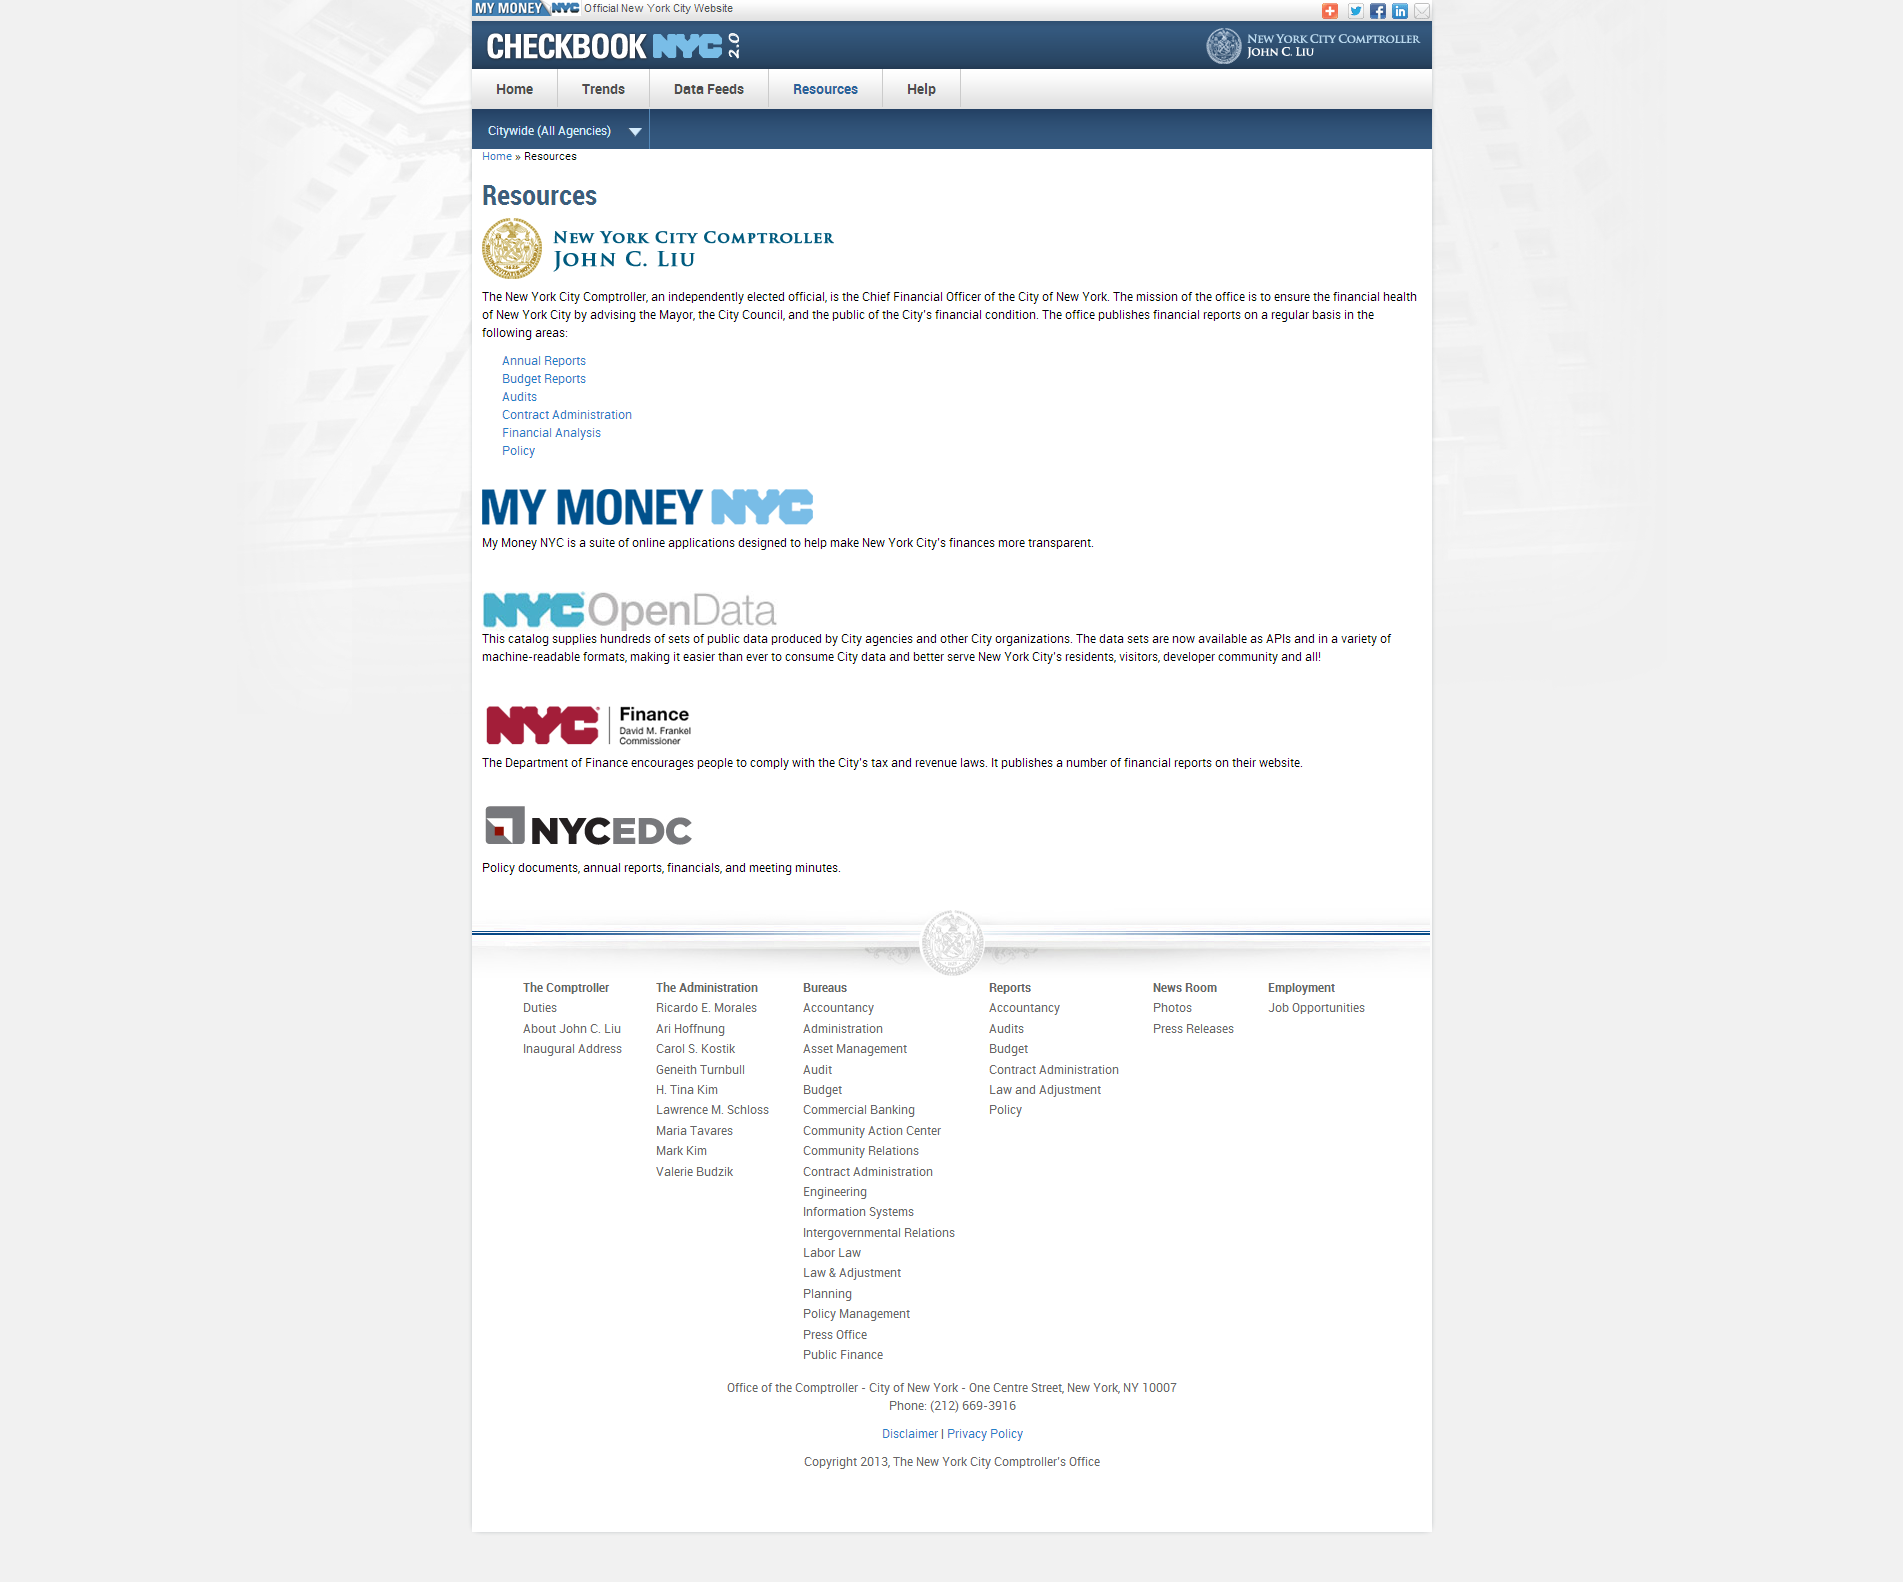 MY MONEY NYC Official New York City Website
CHECKBOOK NYC 2.0
NEW YORK CITY COMPTROLLER
JOHN C. LIU
Home Trends Data Feeds Resources Help
Citywide (All Agencies)
Home » Resources
Resources
NEW YORK CITY COMPTROLLER
JOHN C. LIU
The New York City Comptroller, an independently elected official, is the Chief Financial Officer of the City of New York. The mission of the office is to ensure the financial health
of New York City by advising the Mayor, the City Council, and the public of the City's financial condition. The office publishes financial reports on a regular basis in the
following areas:
Annual Reports
Budget Reports
Audits
Contract Administration
Financial Analysis
Policy
MY MONEY NYC
My Money NYC is a suite of online applications designed to help make New York City's finances more transparent.
NYC OpenData
This catalog supplies hundreds of sets of public data produced by City agencies and other City organizations. The data sets are now available as APIs and in a variety of
machine-readable formats, making it easier than ever to consume City data and better serve New York City's residents, visitors, developer community and all!
NYC Finance
David M. Frankel
Commissioner
The Department of Finance encourages people to comply with the City's tax and revenue laws. It publishes a number of financial reports on their website.
NYCEDC
Policy documents, annual reports, financials, and meeting minutes.
The Comptroller
Duties
About John C. Liu
Inaugural Address
The Administration
Ricardo E. Morales
Ari Hoffnung
Carol S. Kostik
Geneith Turnbull
H. Tina Kim
Lawrence M. Schloss
Maria Tavares
Mark Kim
Valerie Budzik
Bureaus
Accountancy
Administration
Asset Management
Audit
Budget
Commercial Banking
Community Action Center
Community Relations
Contract Administration
Engineering
Information Systems
Intergovernmental Relations
Labor Law
Law & Adjustment
Planning
Policy Management
Press Office
Public Finance
Reports
Accountancy
Audits
Budget
Contract Administration
Law and Adjustment
Policy
News Room
Photos
Press Releases
Employment
Job Opportunities
Office of the Comptroller - City of New York - One Centre Street, New York, NY 10007
Phone: (212) 669-3916
Disclaimer | Privacy Policy
Copyright 2013, The New York City Comptroller's Office